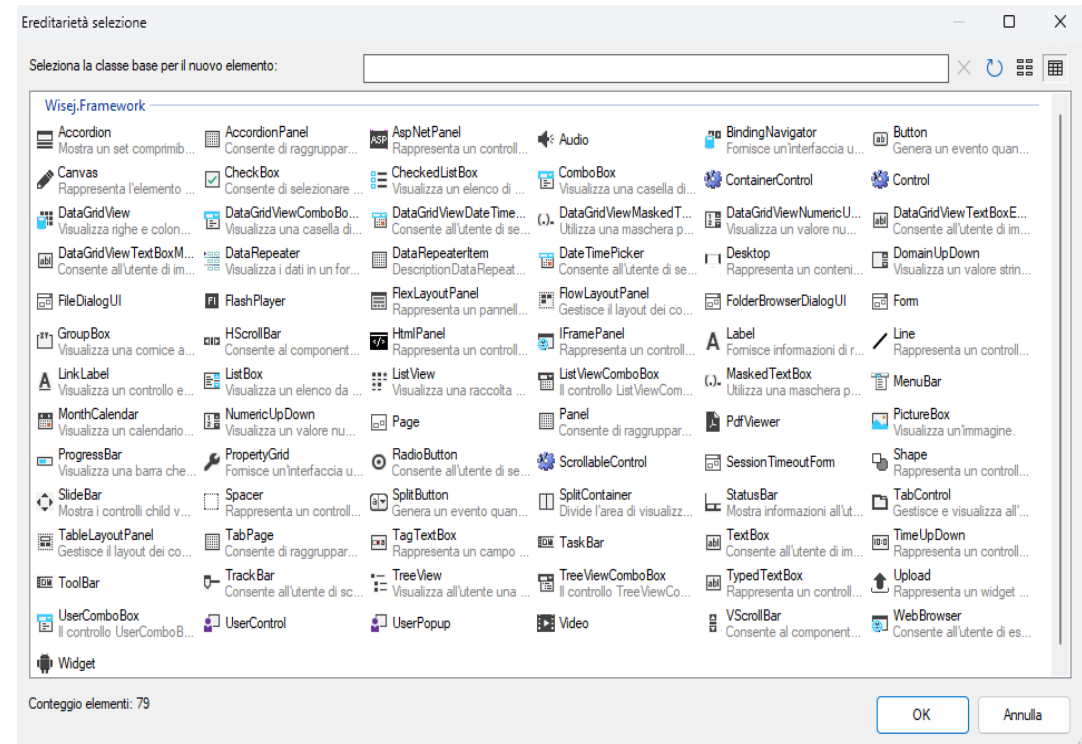 Ereditarietà selezione
Seleziona la classe base per il nuovo elemento:
Wisej.Framework
Accordion
Mostra un set comprimib...
AccordionPanel
Consente di raggruppar...
ASP
AspNetPanel
Rappresenta un controll...
Audio
BindingNavigator
Fornisce un'interfaccia u...
Button
Genera un evento quan...
Canvas
Rappresenta l'elemento ...
CheckBox
Consente di selezionare ...
CheckedListBox
Visualizza un elenco di ...
ComboBox
Visualizza una casella di...
ContainerControl
Control
DataGridView
Visualizza righe e colon...
DataGridViewComboBo...
Visualizza una casella di...
DataGridViewDateTime...
Consente all'utente di se...
DataGridViewMaskedT...
Utilizza una maschera p...
DataGridViewNumericU...
Visualizza un valore nu...
DataGridViewTextBoxE...
Consente all'utente di im...
DataGridViewTextBoxM...
Consente all'utente di im...
DataRepeater
Visualizza i dati in un for...
DataRepeaterItem
DescriptionDataRepeat...
DateTimePicker
Consente all'utente di se...
Desktop
Rappresenta un conteni...
DomainUpDown
Visualizza un valore strin...
FileDialogUI
FlashPlayer
FlexLayoutPanel
Rappresenta un pannell...
FlowLayoutPanel
Gestisce il layout dei co...
FolderBrowserDialogUI
Form
GroupBox
Visualizza una cornice a...
HScrollBar
Consente al component...
HtmlPanel
Rappresenta un controll...
IFramePanel
Rappresenta un controll...
Label
Fornisce informazioni di r...
Line
Rappresenta un controll...
LinkLabel
Visualizza un controllo e...
ListBox
Visualizza un elenco da ...
ListView
Visualizza una raccolta ...
ListViewComboBox
Il controllo ListViewCom...
MaskedTextBox
Utilizza una maschera p...
MenuBar
MonthCalendar
Visualizza un calendario...
NumericUpDown
Visualizza un valore nu...
Page
Panel
Consente di raggruppar...
PdfViewer
PictureBox
Visualizza un'immagine.
ProgressBar
Visualizza una barra che...
PropertyGrid
Fornisce un'interfaccia u...
RadioButton
Consente all'utente di se...
ScrollableControl
SessionTimeoutForm
Shape
Rappresenta un controll...
SlideBar
Mostra i controlli child v...
Spacer
Rappresenta un controll...
SplitButton
Genera un evento quan...
SplitContainer
Divide l'area di visualizz...
StatusBar
Mostra informazioni all'ut...
TabControl
Gestisce e visualizza all'...
TableLayoutPanel
Gestisce il layout dei co...
TabPage
Consente di raggruppar...
TagTextBox
Rappresenta un campo ...
TaskBar
TextBox
Consente all'utente di im...
TimeUpDown
Rappresenta un controll...
ToolBar
TrackBar
Consente all'utente di sc...
TreeView
Visualizza all'utente una ...
TreeViewComboBox
Il controllo TreeViewCo...
TypedTextBox
Rappresenta un controll...
Upload
Rappresenta un widget ...
UserComboBox
Il controllo UserComboB...
UserControl
UserPopup
Video
VScrollBar
Consente al component...
WebBrowser
Consente all'utente di es...
Widget
Conteggio elementi: 79
OK
Annulla